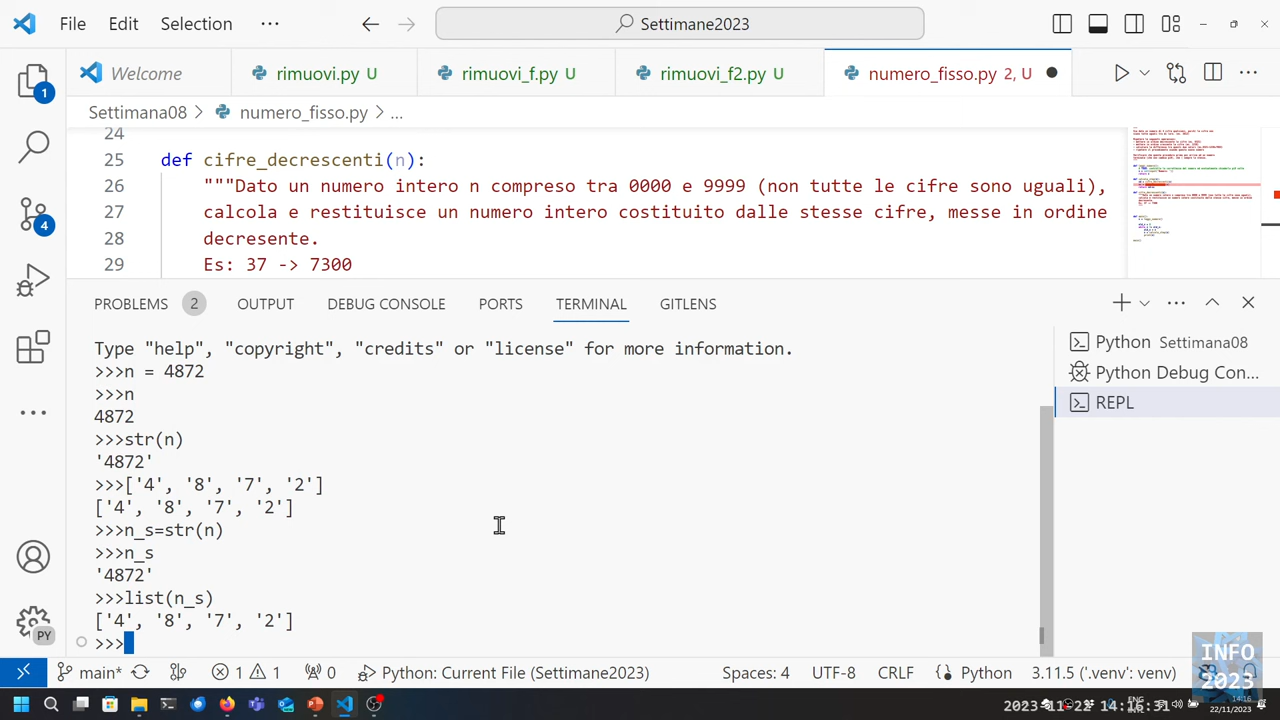 File Edit Selection ··· Settimane2023
Welcome rimuovi.py U rimuovi_f.py U rimuovi_f2.py U numero_fisso.py 2, U
Settimana08 > numero_fisso.py > ...
24
25 def cifre_decrescenti(n):
26 """Dato un numero intero n compreso tra 0000 e 9999 (non tutte le cifre sono uguali),
27 calcola e restituisce un numero intero costituito dalle stesse cifre, messe in ordine
28 decresente.
29 Es: 37 -> 7300
PROBLEMS 2 OUTPUT DEBUG CONSOLE PORTS TERMINAL GITLENS
Type "help", "copyright", "credits" or "license" for more information.
>>>n = 4872
>>>n
4872
>>>str(n)
'4872'
>>>['4', '8', '7', '2']
['4', '8', '7', '2']
>>>n_s=str(n)
>>>n_s
'4872'
>>>list(n_s)
['4', '8', '7', '2']
>>>
Python Settimana08
Python Debug Con...
REPL
1
4
PY
main* 1 1 0 Python: Current File (Settimane2023) Spaces: 4 UTF-8 CRLF Python 3.11.5 ('.venv': venv)
INFO
2023
ENG
14:16
22/11/2023